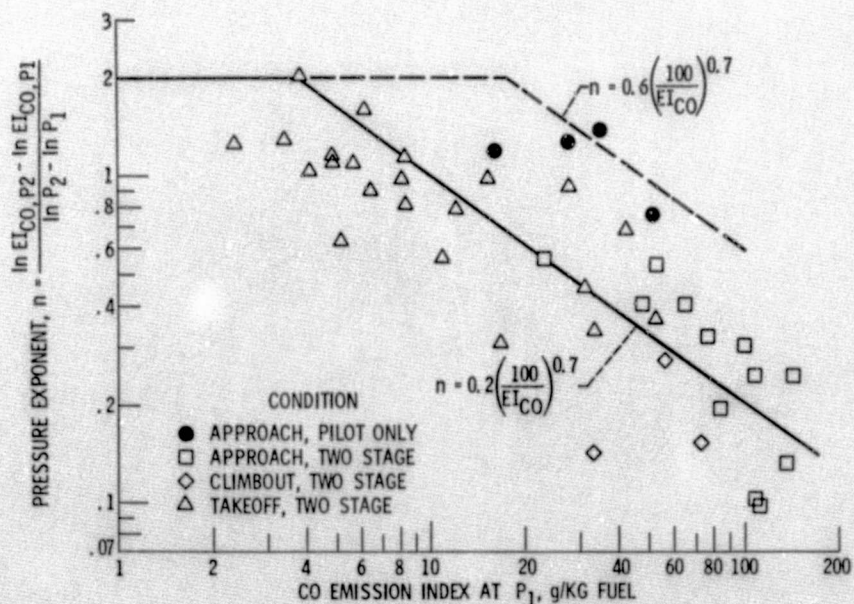 3
2
1
.8
.6
.4
.2
.1
.07
PRESSURE EXPONENT, n = (ln EI_CO, P2 - ln EI_CO, P1) / (ln P2 - ln P1)
n = 0.6(100/EI_CO)^0.7
n = 0.2(100/EI_CO)^0.7
CONDITION
● APPROACH, PILOT ONLY
□ APPROACH, TWO STAGE
◇ CLIMBOUT, TWO STAGE
△ TAKEOFF, TWO STAGE
1 2 4 6 8 10 20 40 60 80 100 200
CO EMISSION INDEX AT P1, g/KG FUEL